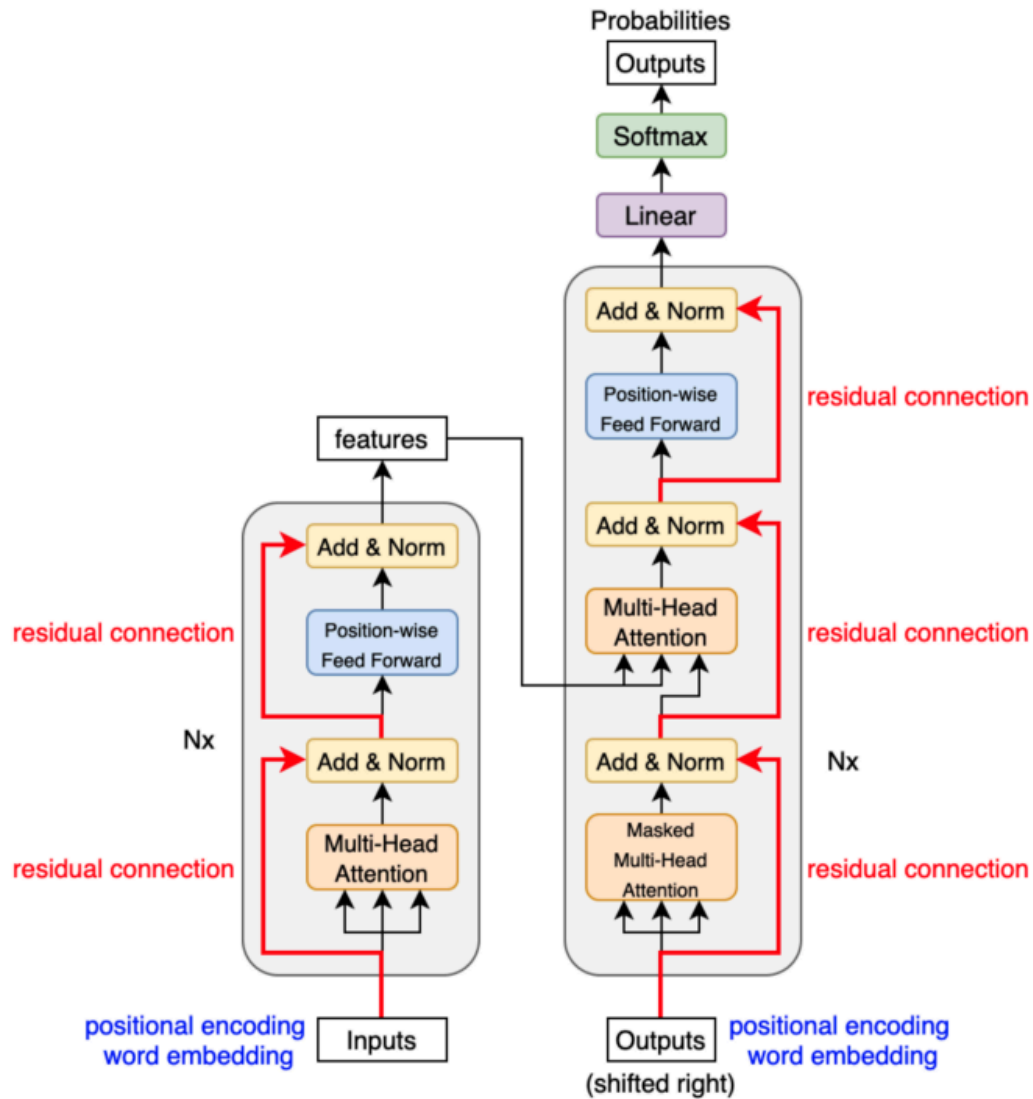 Probabilities
Outputs
Softmax
Linear
Add & Norm
Position-wise
Feed Forward
residual connection
Add & Norm
Multi-Head
Attention
residual connection
Add & Norm
Nx
Masked
Multi-Head
Attention
residual connection
Outputs
(shifted right)
positional encoding
word embedding
features
Add & Norm
Position-wise
Feed Forward
residual connection
Nx
Add & Norm
Multi-Head
Attention
residual connection
positional encoding
word embedding
Inputs